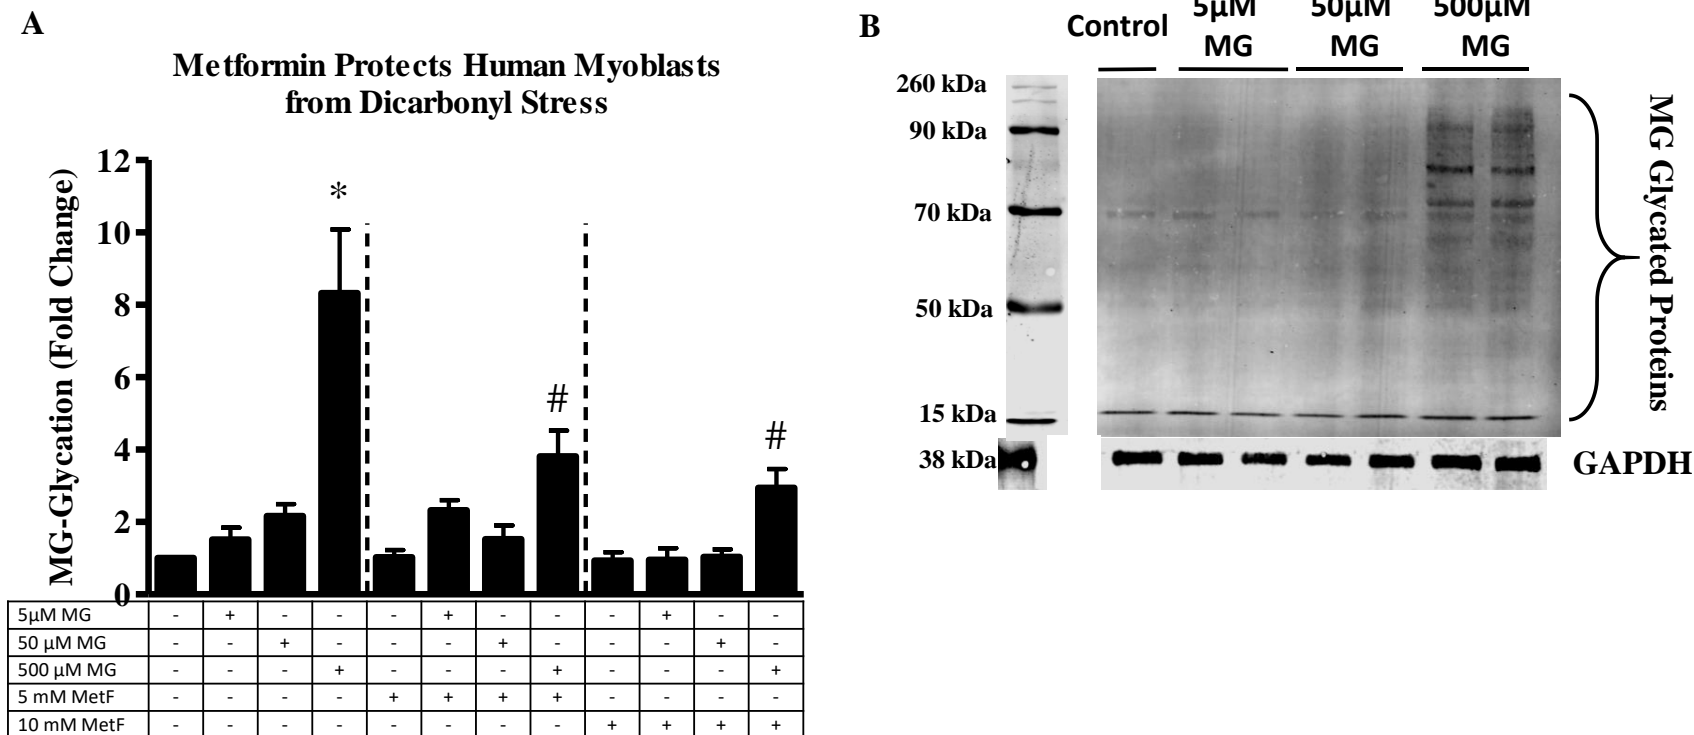 A
Metformin Protects Human Myoblasts
from Dicarbonyl Stress
MG-Glycation (Fold Change)
12
10
8
6
4
2
0
*
#
#
5µM MG - + - - - + - - - + - -
50 µM MG - - + - - - + - - - + -
500 µM MG - - - + - - - + - - - +
5 mM MetF - - - - + + + + - - - -
10 mM MetF - - - - - - - - + + + +
B
Control
5µM
MG
50µM
MG
500µM
MG
260 kDa
90 kDa
70 kDa
50 kDa
15 kDa
38 kDa
MG Glycated Proteins
GAPDH